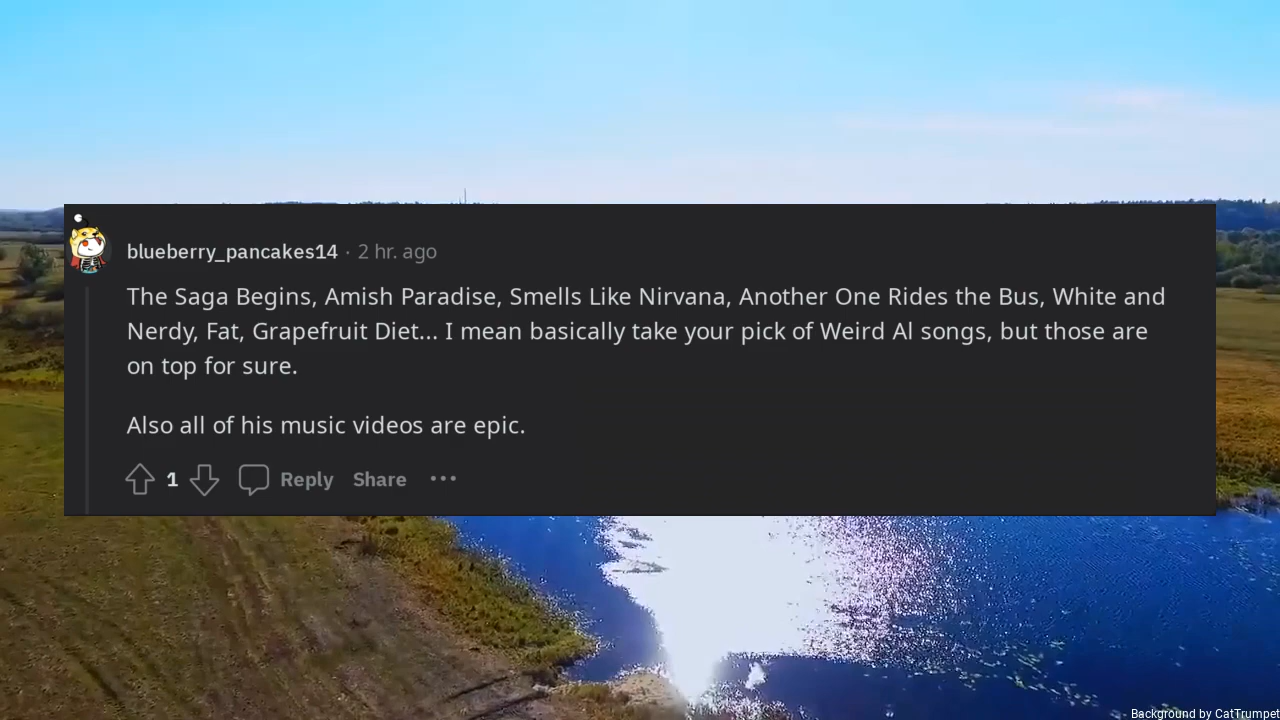 blueberry_pancakes14 · 2 hr. ago
The Saga Begins, Amish Paradise, Smells Like Nirvana, Another One Rides the Bus, White and
Nerdy, Fat, Grapefruit Diet... I mean basically take your pick of Weird Al songs, but those are
on top for sure.
Also all of his music videos are epic.
1 Reply Share ···
Background by CatTrumpet